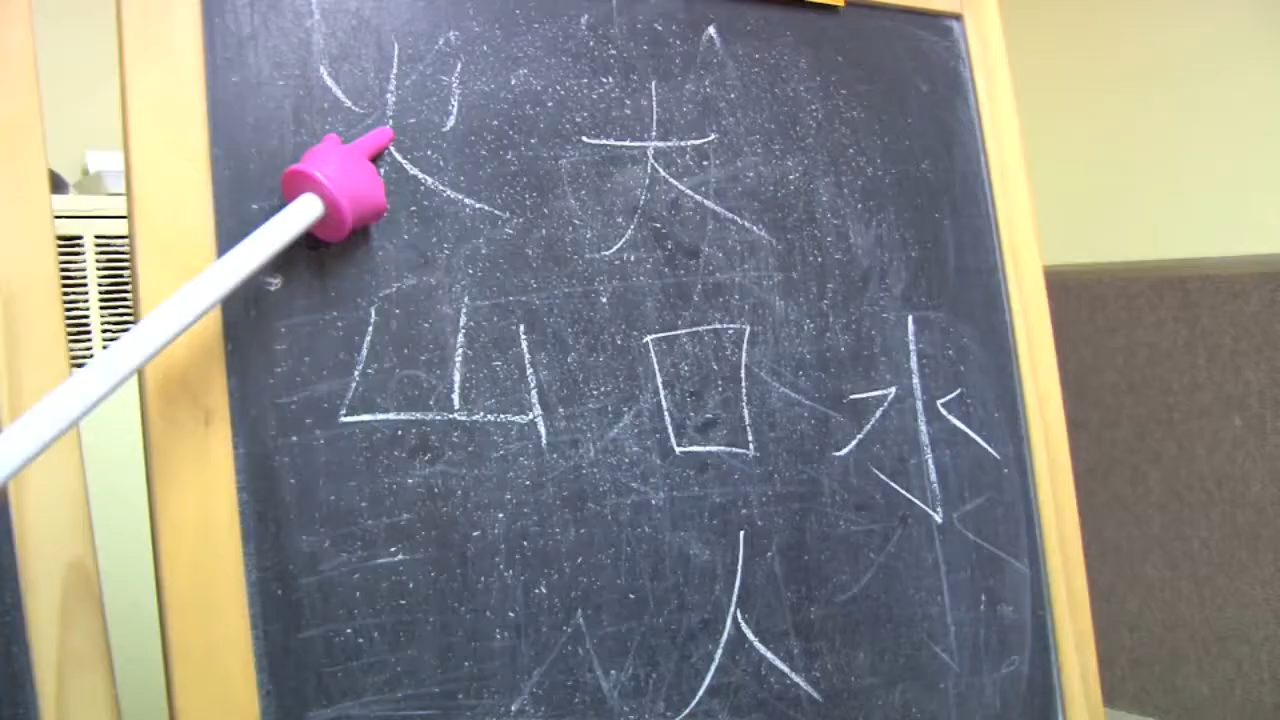 火 大
山 口 水
人